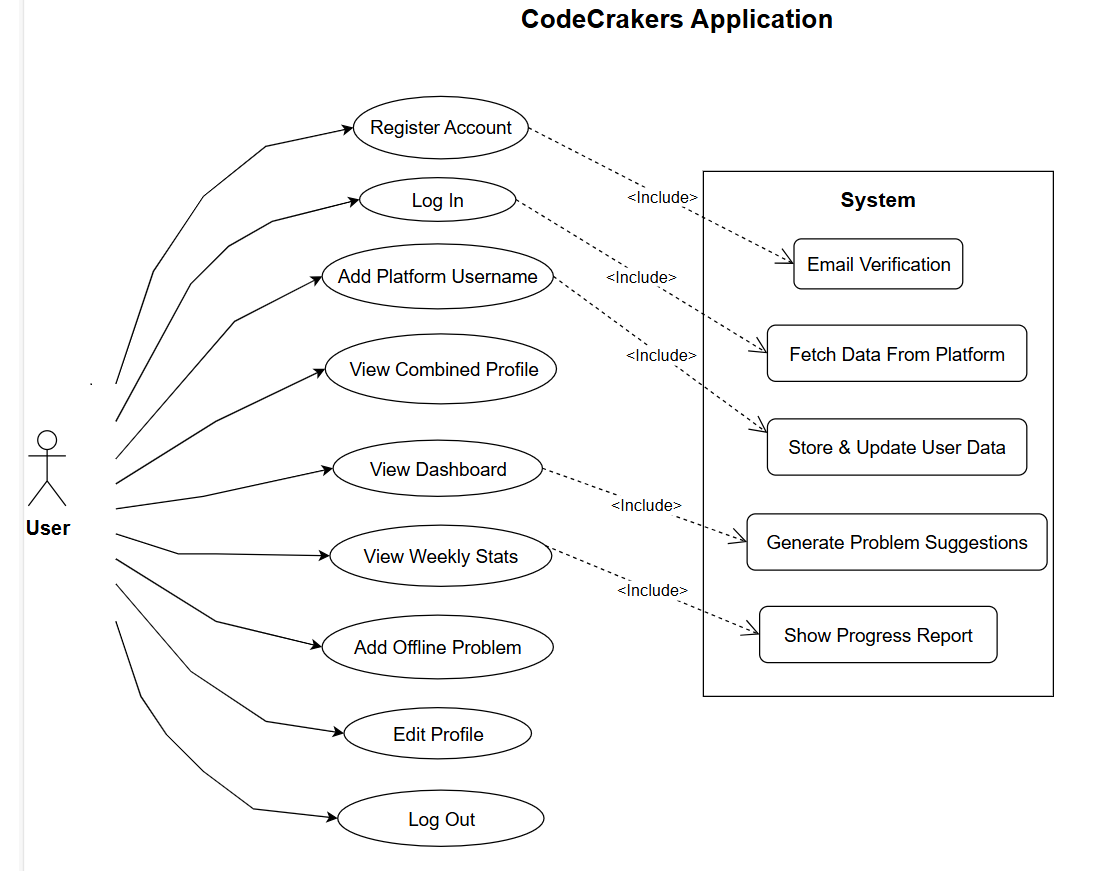 CodeCrakers Application
Register Account
<Include>
System
Log In
Email Verification
<Include>
Add Platform Username
Fetch Data From Platform
<Include>
View Combined Profile
Store & Update User Data
View Dashboard
<Include>
User
Generate Problem Suggestions
View Weekly Stats
<Include>
Show Progress Report
Add Offline Problem
Edit Profile
Log Out